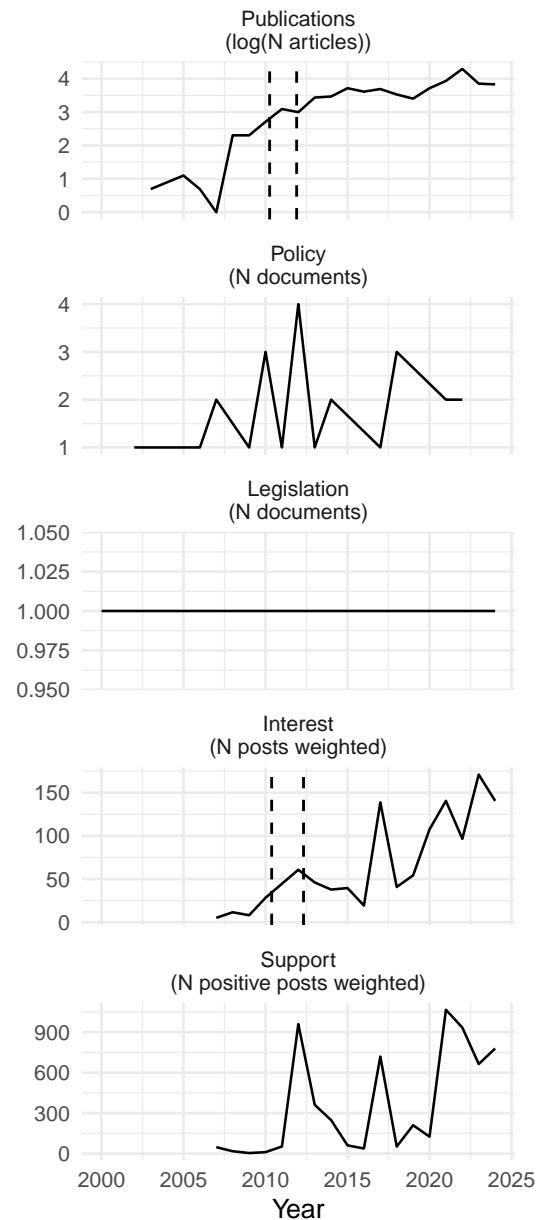 Publications
(log(N articles))
4
3
2
1
0
Policy
(N documents)
4
3
2
1
Legislation
(N documents)
1.050
1.025
1.000
0.975
0.950
Interest
(N posts weighted)
150
100
50
0
Support
(N positive posts weighted)
900
600
300
0
2000 2005 2010 2015 2020 2025
Year